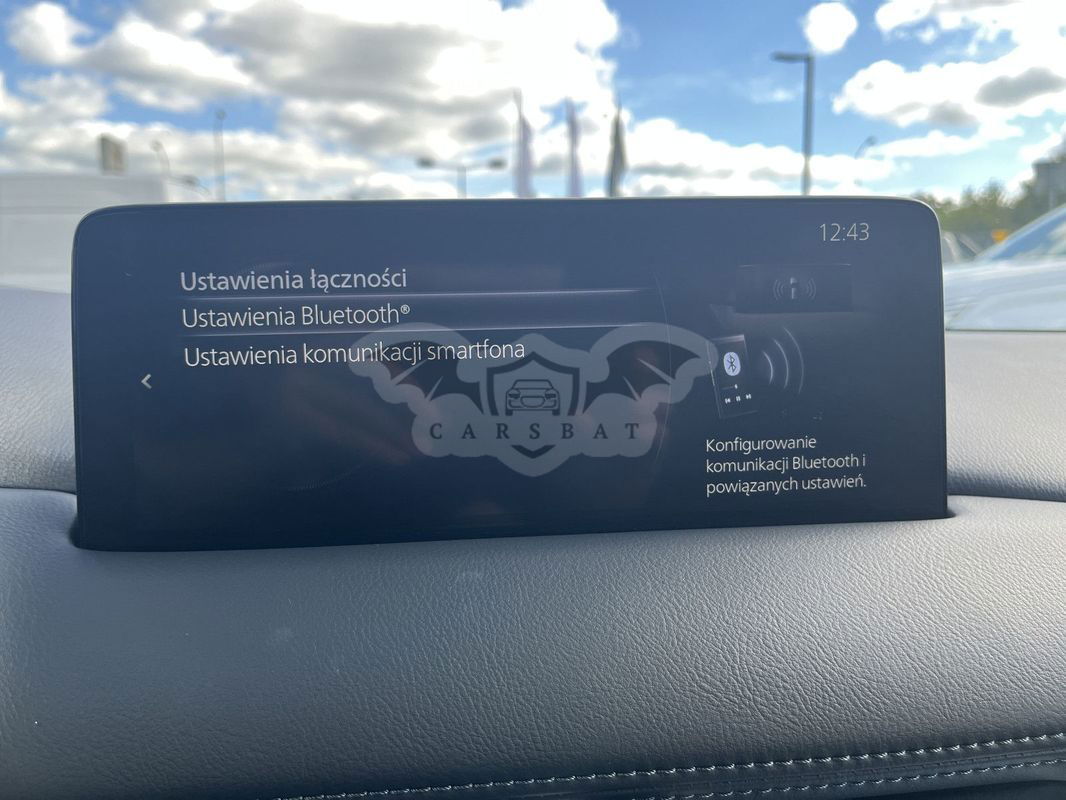 12:43
Ustawienia łączności
Ustawienia Bluetooth®
Ustawienia komunikacji smartfona
CARSBAT
Konfigurowanie
komunikacji Bluetooth i
powiązanych ustawień.